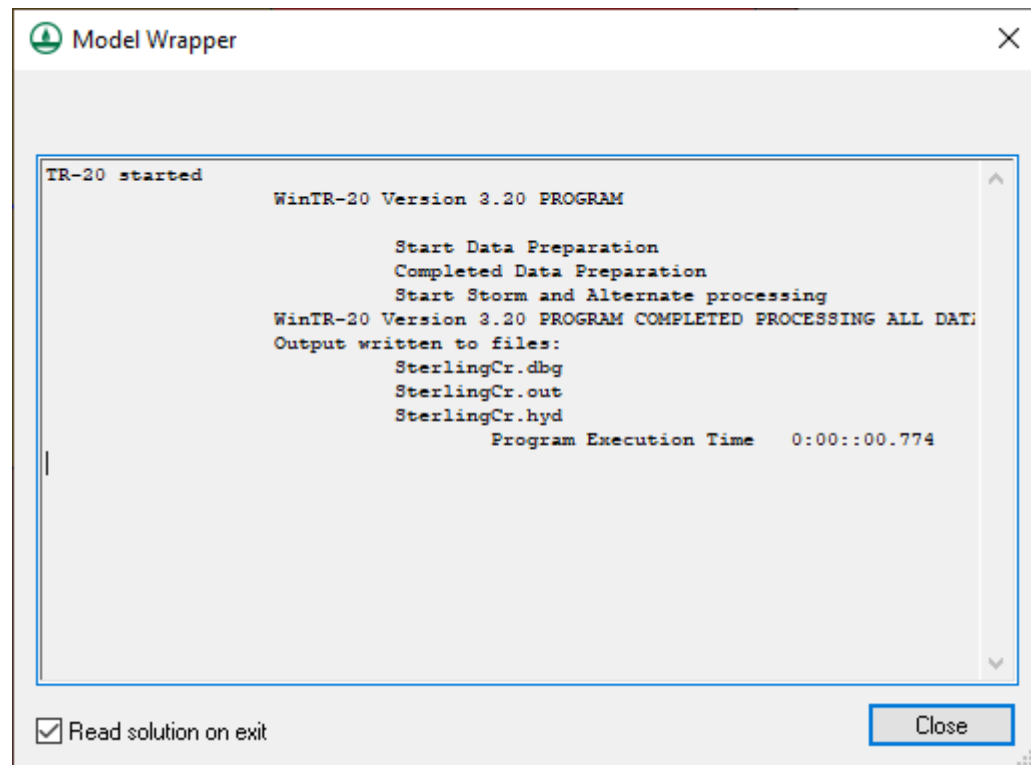 Model Wrapper
TR-20 started
WinTR-20 Version 3.20 PROGRAM
Start Data Preparation
Completed Data Preparation
Start Storm and Alternate processing
WinTR-20 Version 3.20 PROGRAM COMPLETED PROCESSING ALL DAT
Output written to files:
SterlingCr.dbg
SterlingCr.out
SterlingCr.hyd
Program Execution Time 0:00::00.774
Read solution on exit
Close